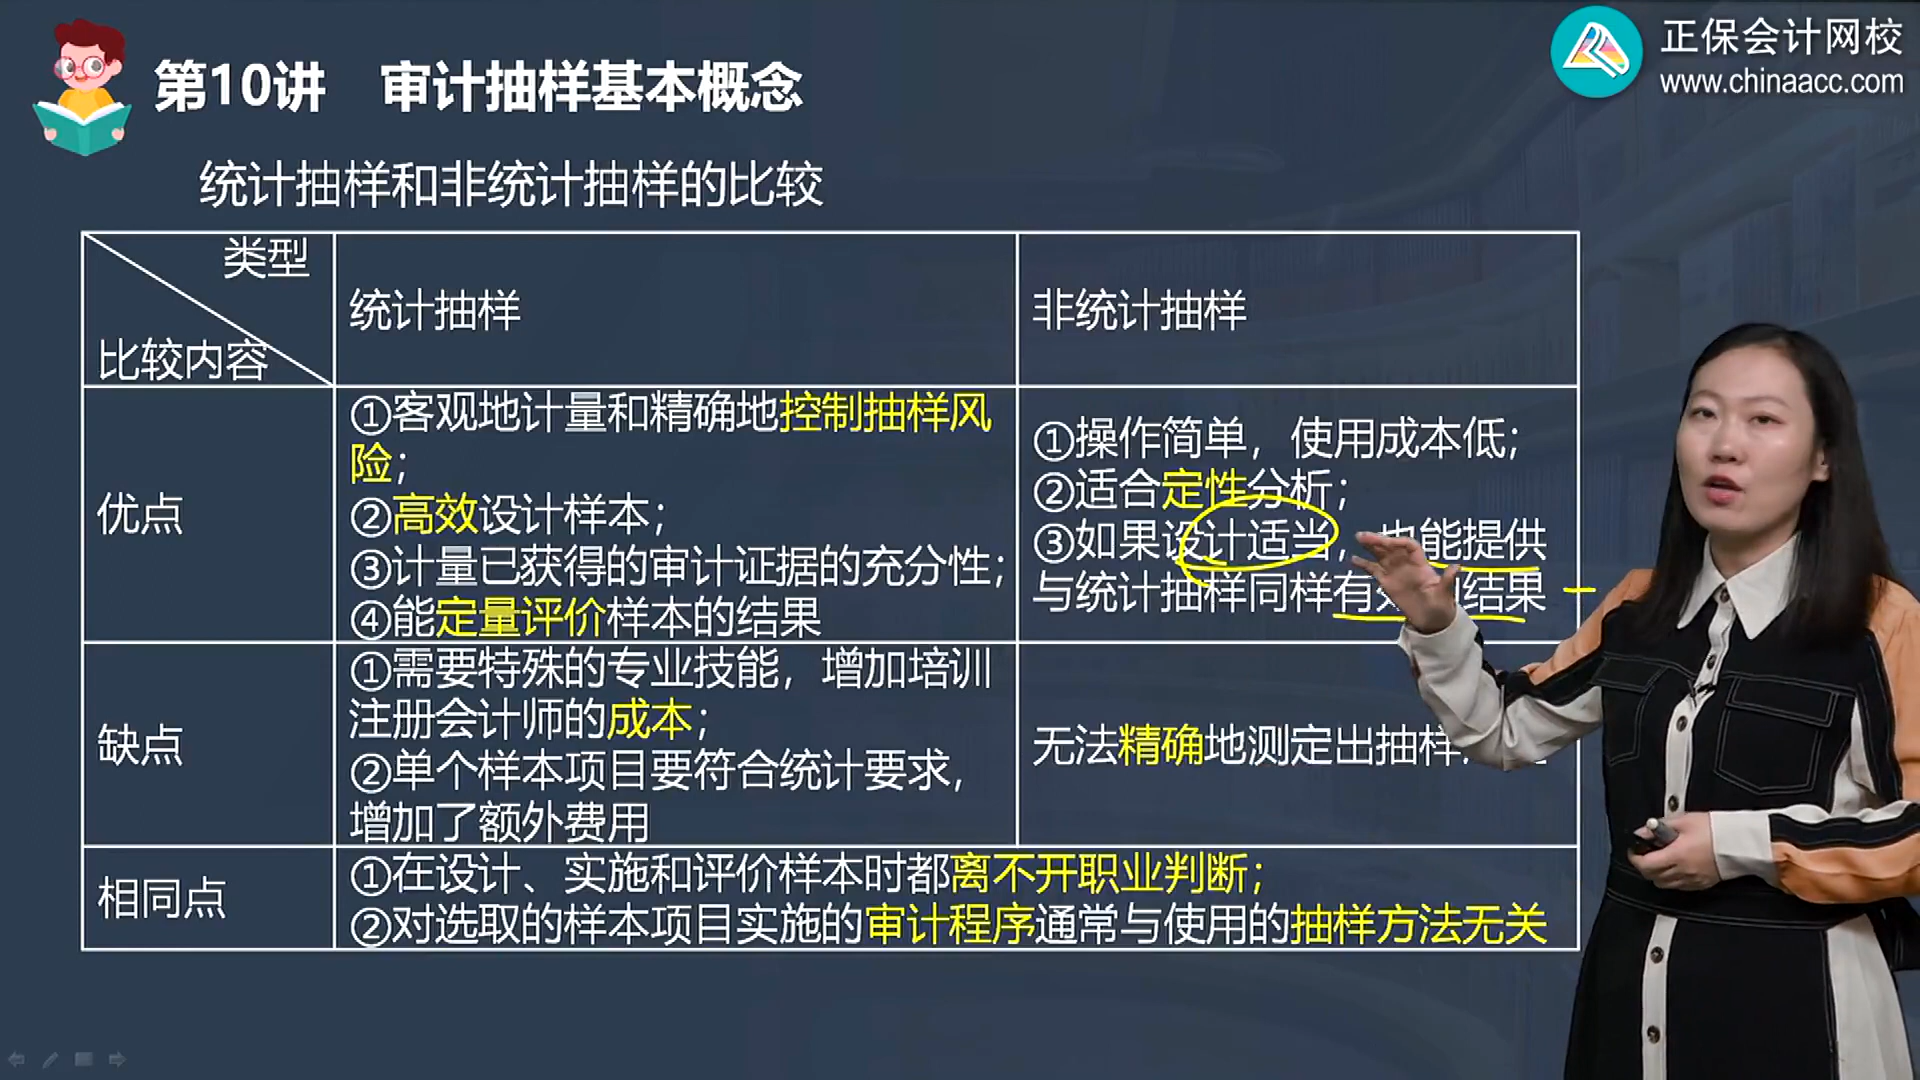 正保会计网校
www.chinaacc.com
第10讲 审计抽样基本概念
统计抽样和非统计抽样的比较
类型
比较内容
统计抽样
非统计抽样
优点
①客观地计量和精确地控制抽样风
险；
②高效设计样本；
③计量已获得的审计证据的充分性；
④能定量评价样本的结果
①操作简单，使用成本低；
②适合定性分析；
③如果设计适当，也能提供
与统计抽样同样有效的结果
缺点
①需要特殊的专业技能，增加培训
注册会计师的成本；
②单个样本项目要符合统计要求，
增加了额外费用
无法精确地测定出抽样
相同点
①在设计、实施和评价样本时都离不开职业判断；
②对选取的样本项目实施的审计程序通常与使用的抽样方法无关